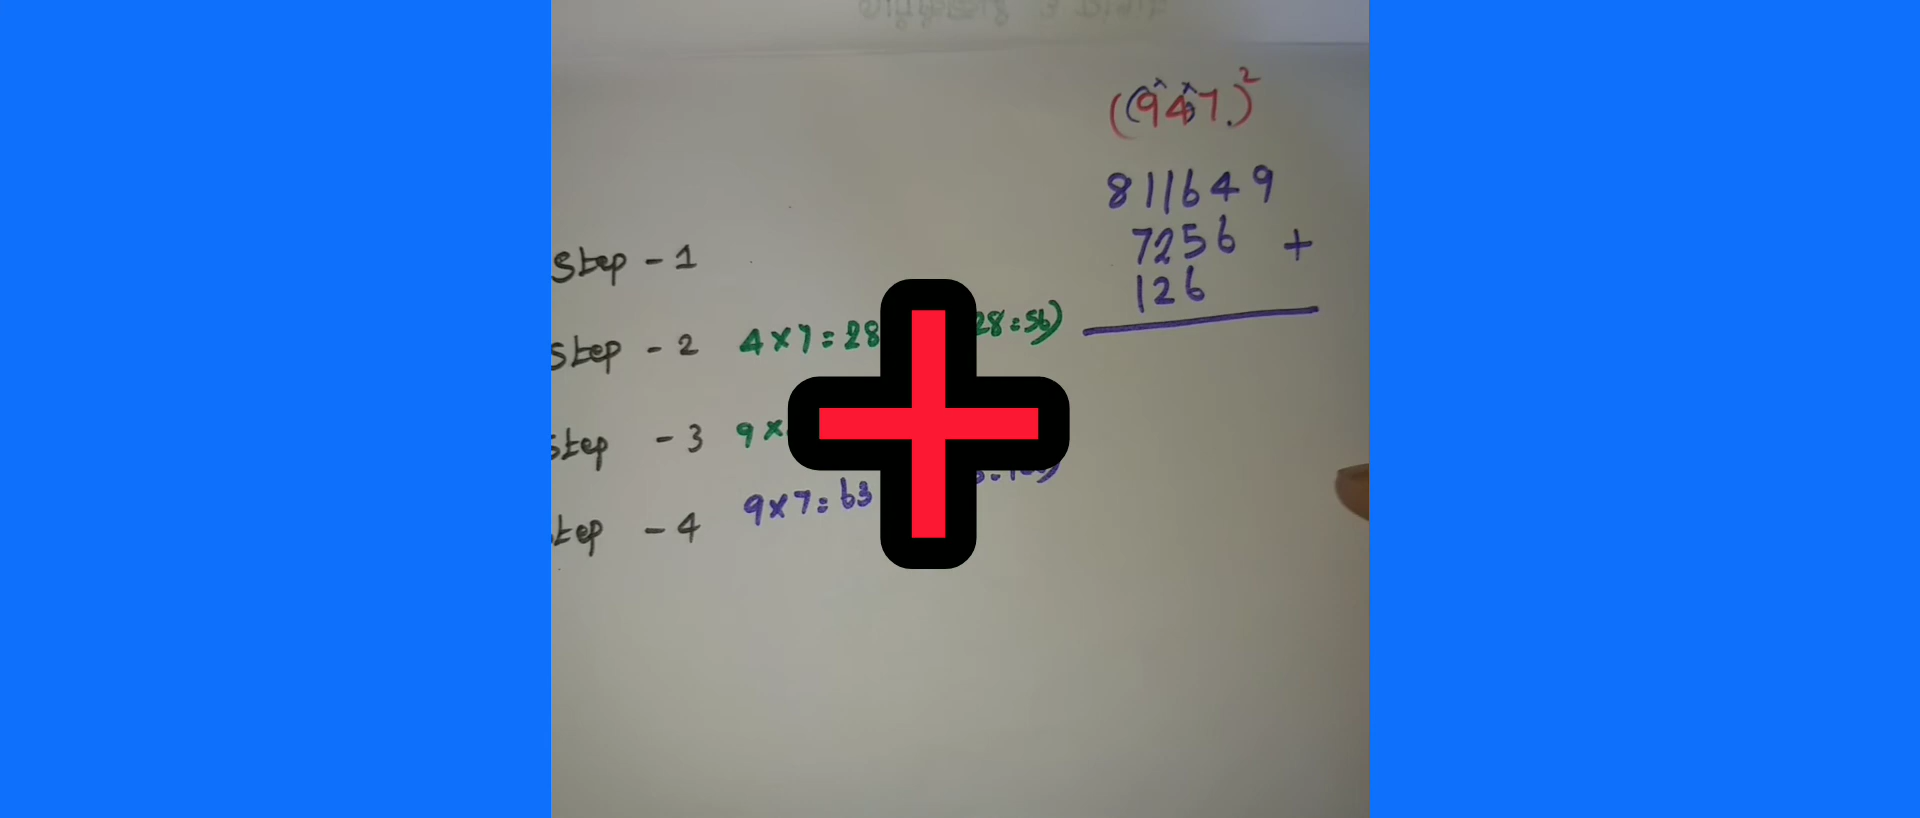 (947)²
811649
7256 +
126
Step - 1
Step - 2 4×7=28 28=56)
Step - 3 9×
Step - 4 9×7=63